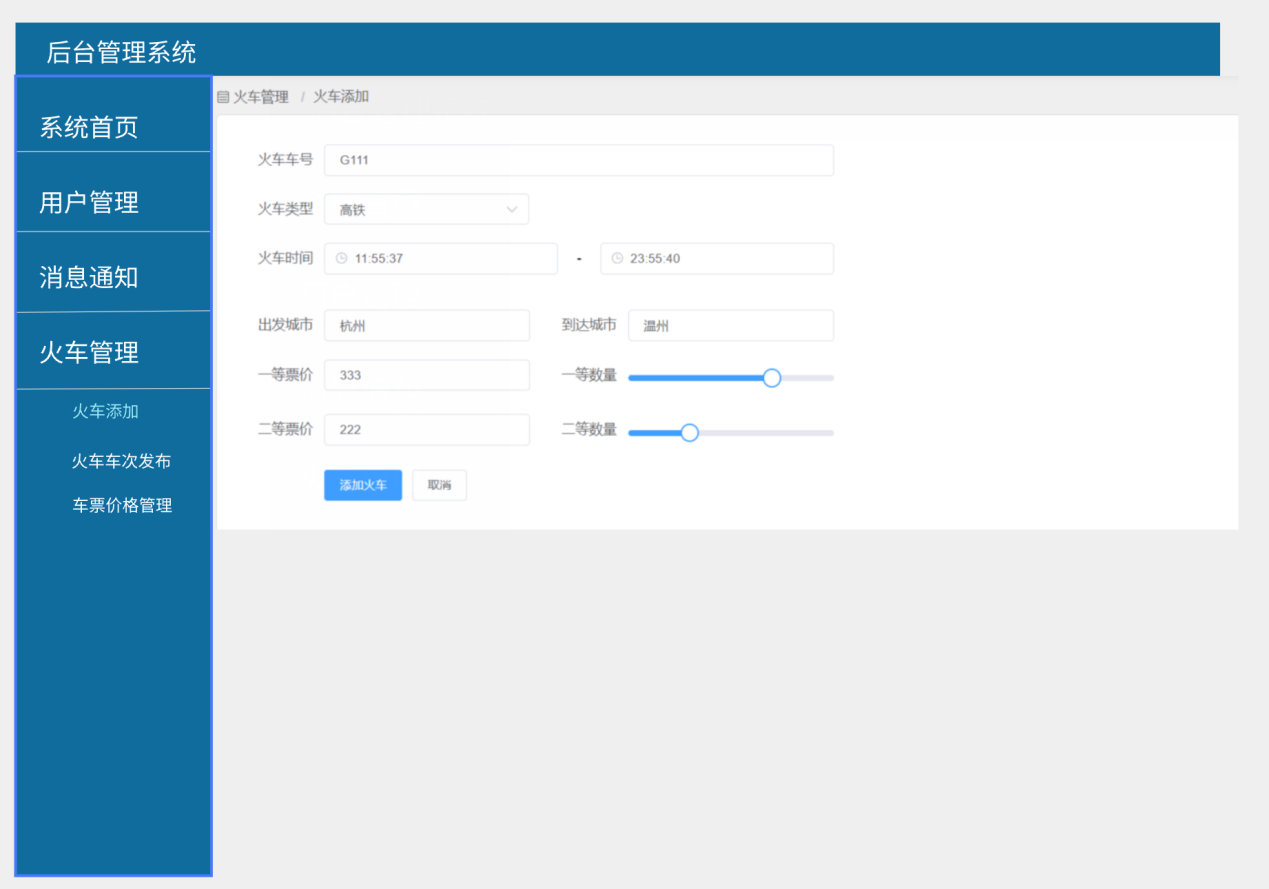 后台管理系统
系统首页
用户管理
消息通知
火车管理
火车添加
火车车次发布
车票价格管理
火车管理 / 火车添加
火车车号 G111
火车类型 高铁
火车时间 11:55:37 - 23:55:40
出发城市 杭州 到达城市 温州
一等票价 333 一等数量
二等票价 222 二等数量
添加火车 取消